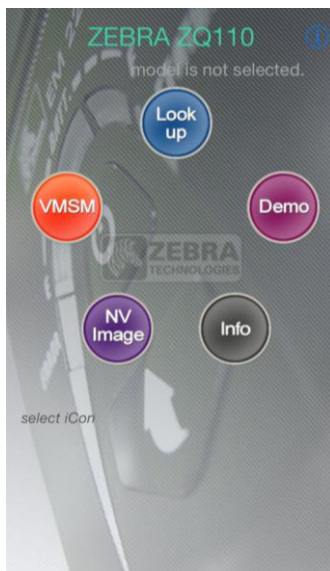 ZEBRA ZQ110
model is not selected.
Look
up
VMSM
Demo
ZEBRA
TECHNOLOGIES
NV
Image
Info
select iCon